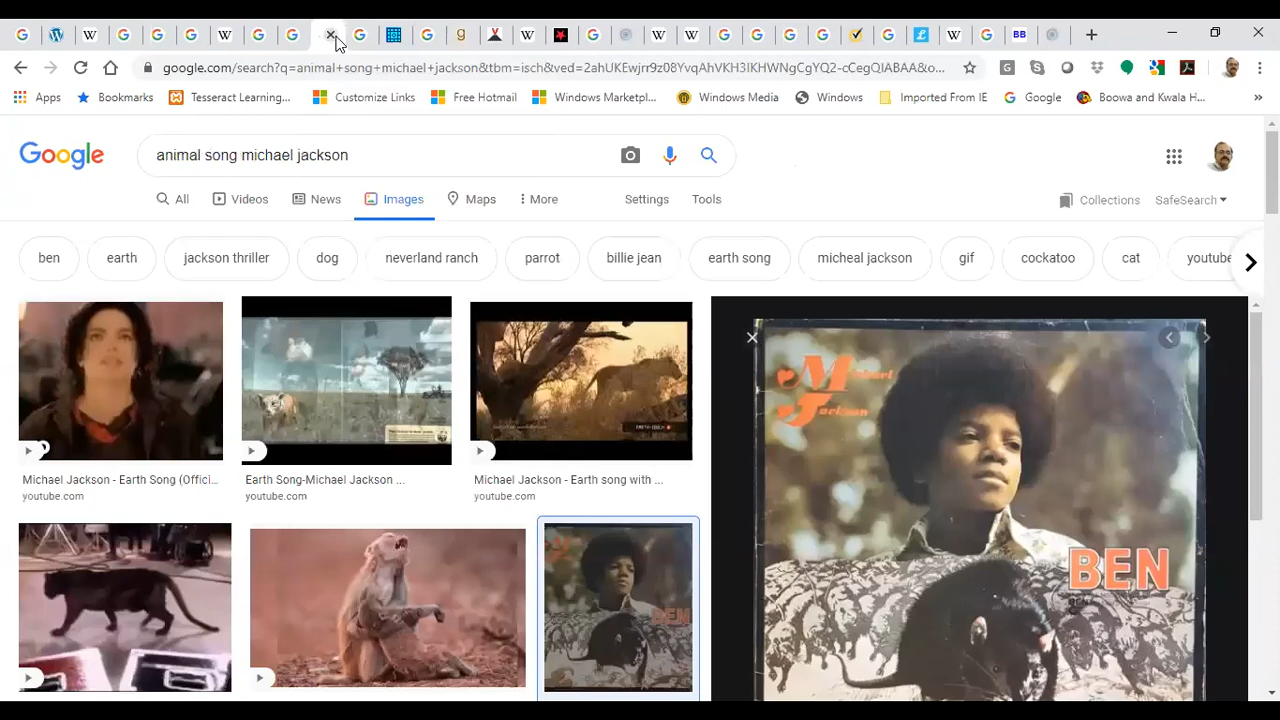 BB
google.com/search?q=animal+song+michael+jackson&tbm=isch&ved=2ahUKEwjrr9z08YvqAhVKH3IKHWNgCgYQ2-cCegQIABAA&o...
Apps Bookmarks Tesseract Learning... Customize Links Free Hotmail Windows Marketpl... Windows Media Windows Imported From IE Google Boowa and Kwala H... »
Google animal song michael jackson
All Videos News Images Maps More Settings Tools Collections SafeSearch
ben earth jackson thriller dog neverland ranch parrot billie jean earth song micheal jackson gif cockatoo cat youtube
Michael
Jackson
BEN
Michael Jackson - Earth Song (Offici...
youtube.com
Earth Song-Michael Jackson ...
youtube.com
Michael Jackson - Earth song with ...
youtube.com